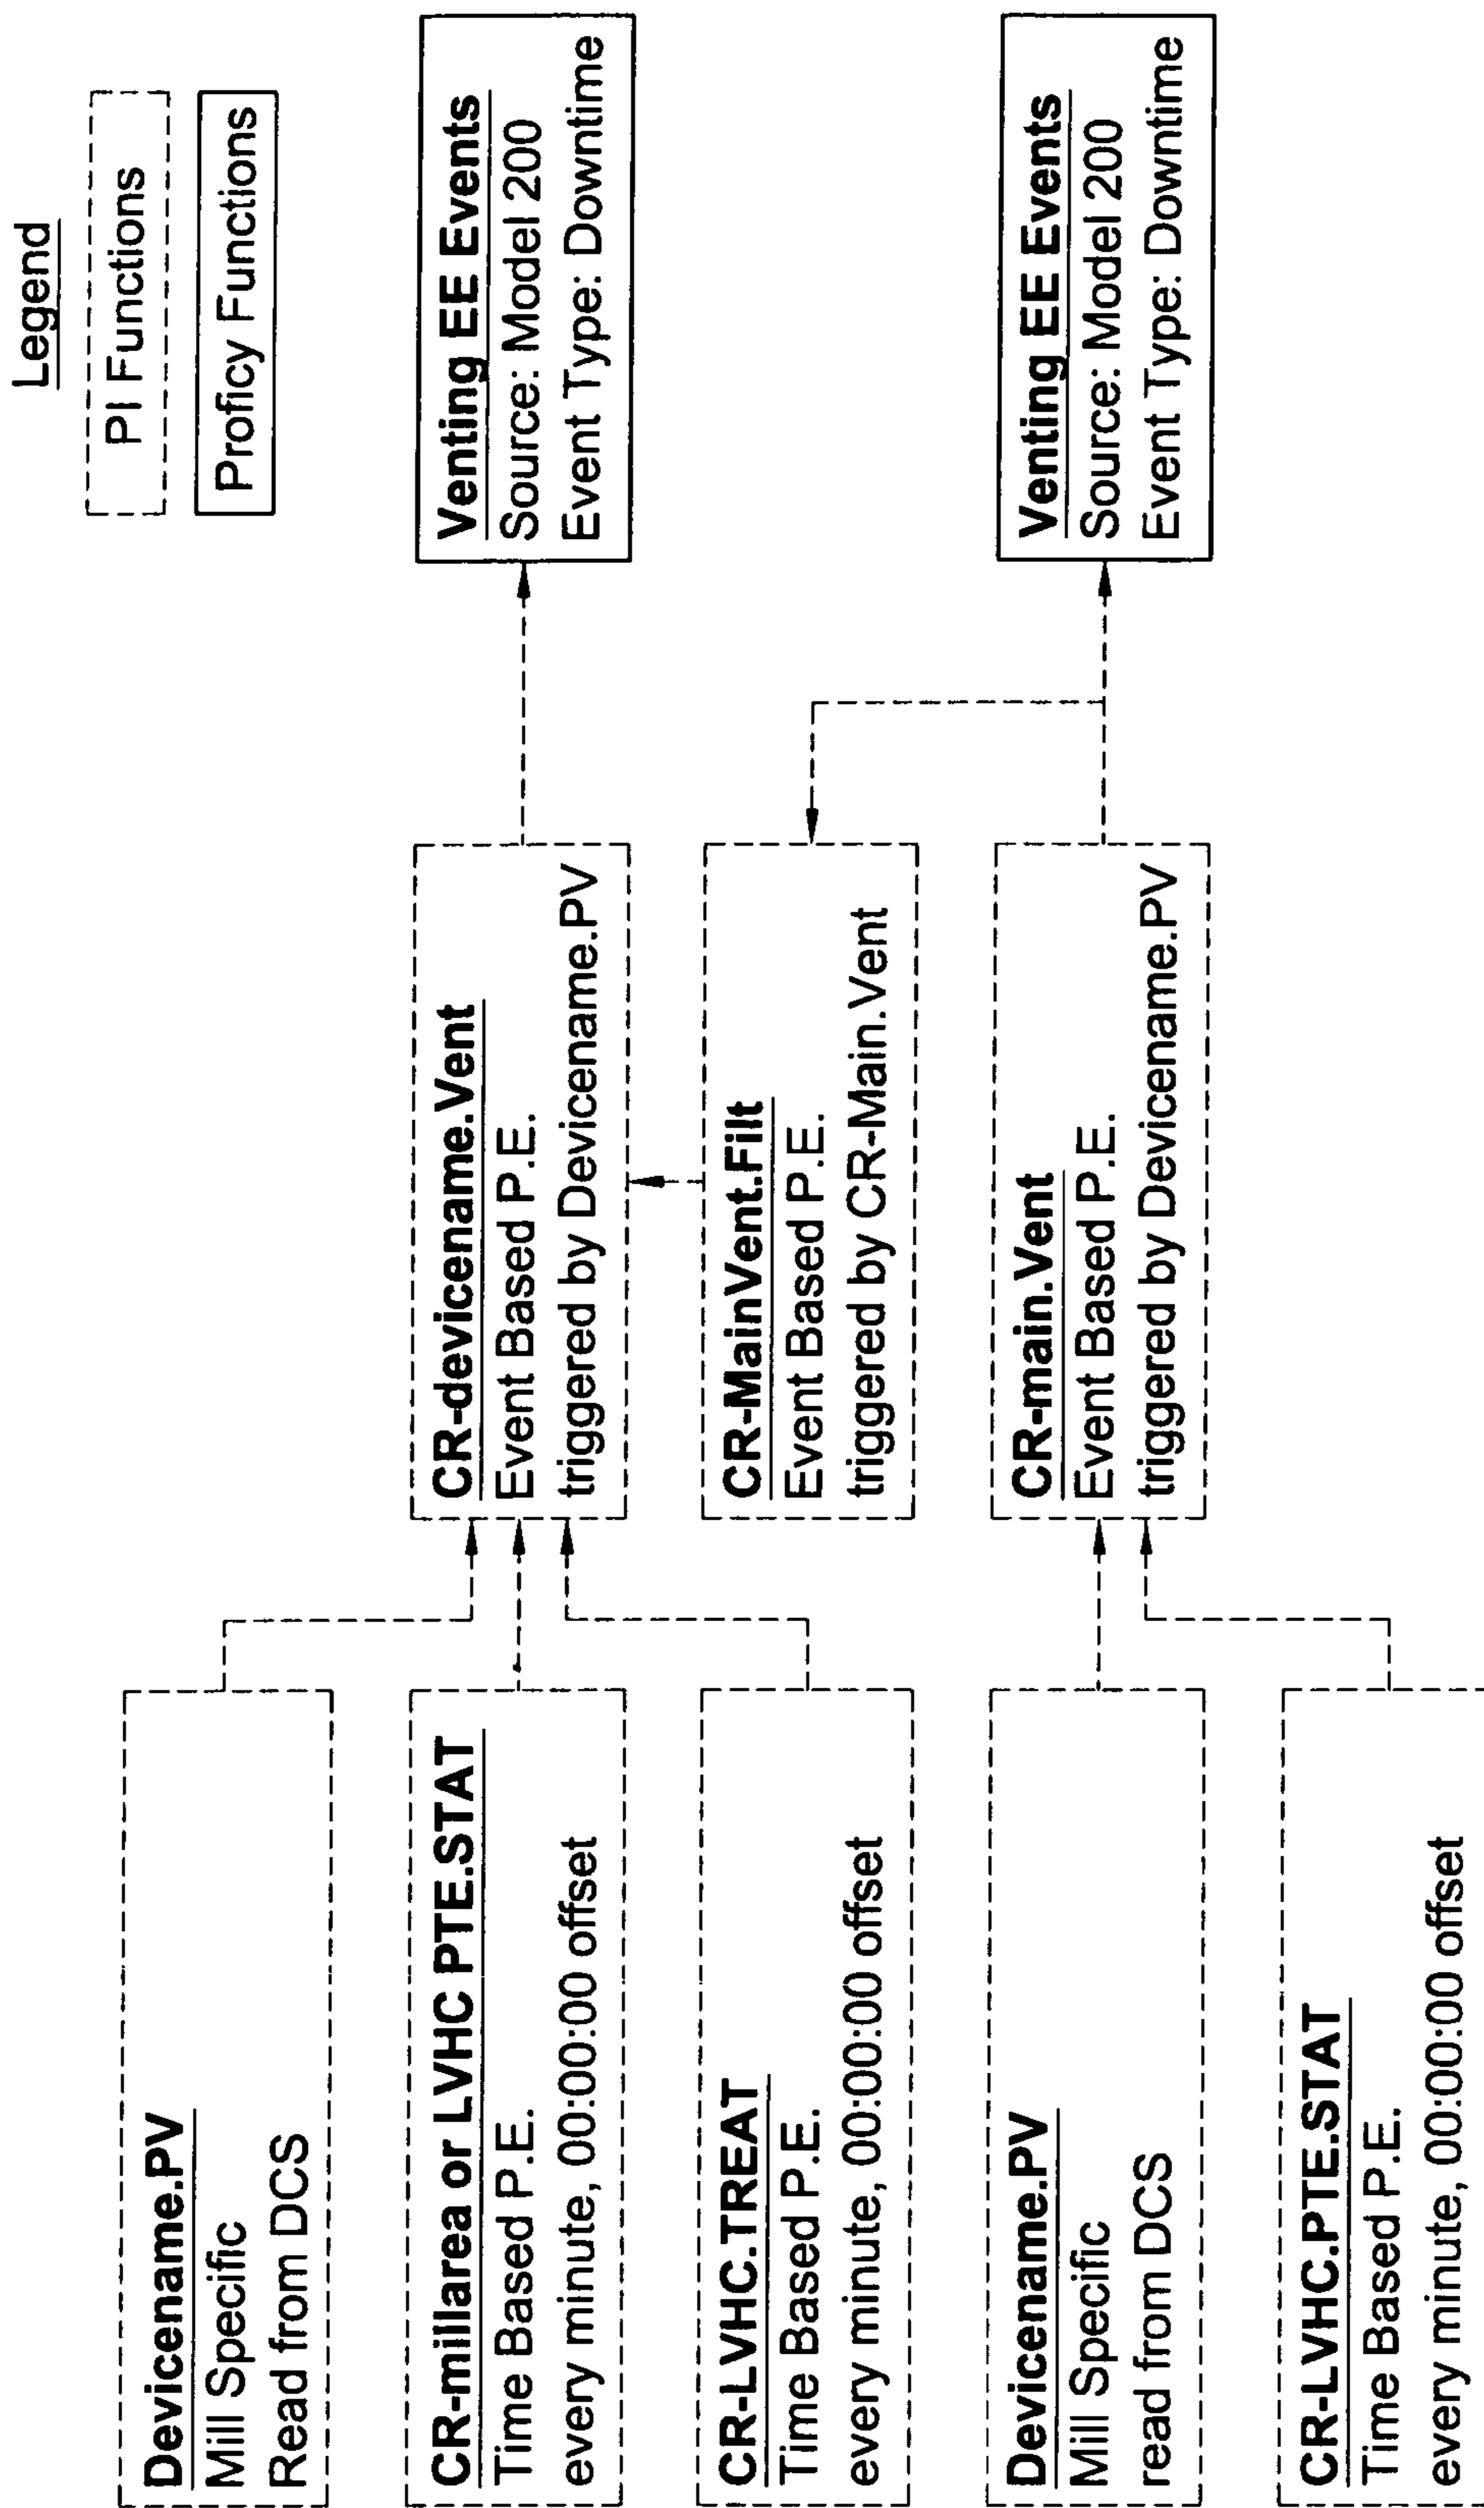 Legend
PI Functions
Proficy Functions
Devicename.PV
Mill Specific
Read from DCS
CR-millarea or LVHC PTE.STAT
Time Based P.E.
every minute, 00:00:00 offset
CR-LVHC.TREAT
Time Based P.E.
every minute, 00:00:00 offset
Devicename.PV
Mill Specific
read from DCS
CR-LVHC.PTE.STAT
Time Based P.E.
every minute, 00:00:00 offset
CR-devicename.Vent
Event Based P.E.
triggered by Devicename.PV
CR-MainVent.Filt
Event Based P.E.
triggered by CR-Main.Vent
CR-main.Vent
Event Based P.E.
triggered by Devicename.PV
Venting EE Events
Source: Model 200
Event Type: Downtime
Venting EE Events
Source: Model 200
Event Type: Downtime